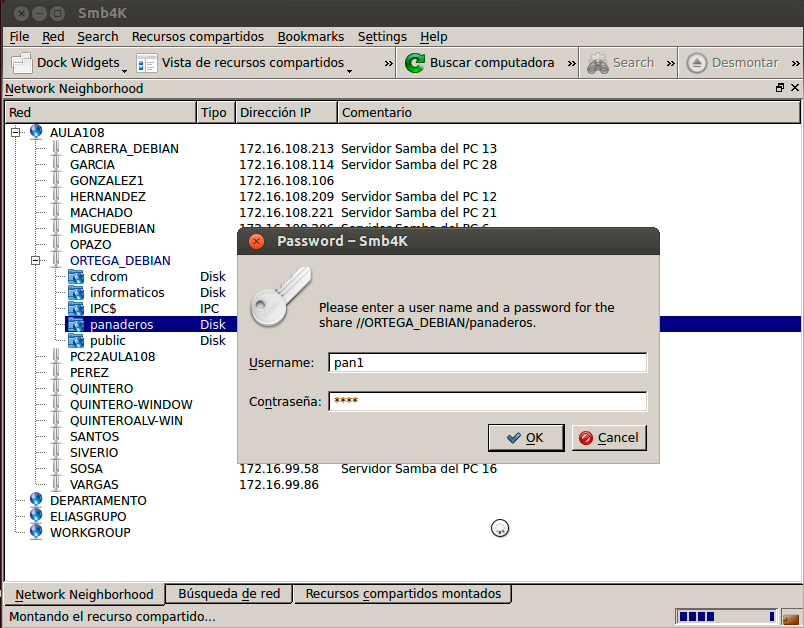 Smb4K
File Red Search Recursos compartidos Bookmarks Settings Help
Dock Widgets Vista de recursos compartidos » Buscar computadora » Search » Desmontar »
Network Neighborhood
Red Tipo Dirección IP Comentario
AULA108
CABRERA_DEBIAN 172.16.108.213 Servidor Samba del PC 13
GARCIA 172.16.108.114 Servidor Samba del PC 28
GONZALEZ1 172.16.108.106
HERNANDEZ 172.16.108.209 Servidor Samba del PC 12
MACHADO 172.16.108.221 Servidor Samba del PC 21
MIGUEDEBIAN
OPAZO
ORTEGA_DEBIAN
cdrom Disk
informaticos Disk
IPC$ IPC
panaderos Disk
public Disk
PC22AULA108
PEREZ
QUINTERO
QUINTERO-WINDOW
QUINTEROALV-WIN
SANTOS
SIVERIO
SOSA 172.16.99.58 Servidor Samba del PC 16
VARGAS 172.16.99.86
DEPARTAMENTO
ELIASGRUPO
WORKGROUP
Password – Smb4K
Please enter a user name and a password for the
share //ORTEGA_DEBIAN/panaderos.
Username: pan1
Contraseña: ****
OK Cancel
Network Neighborhood Búsqueda de red Recursos compartidos montados
Montando el recurso compartido...